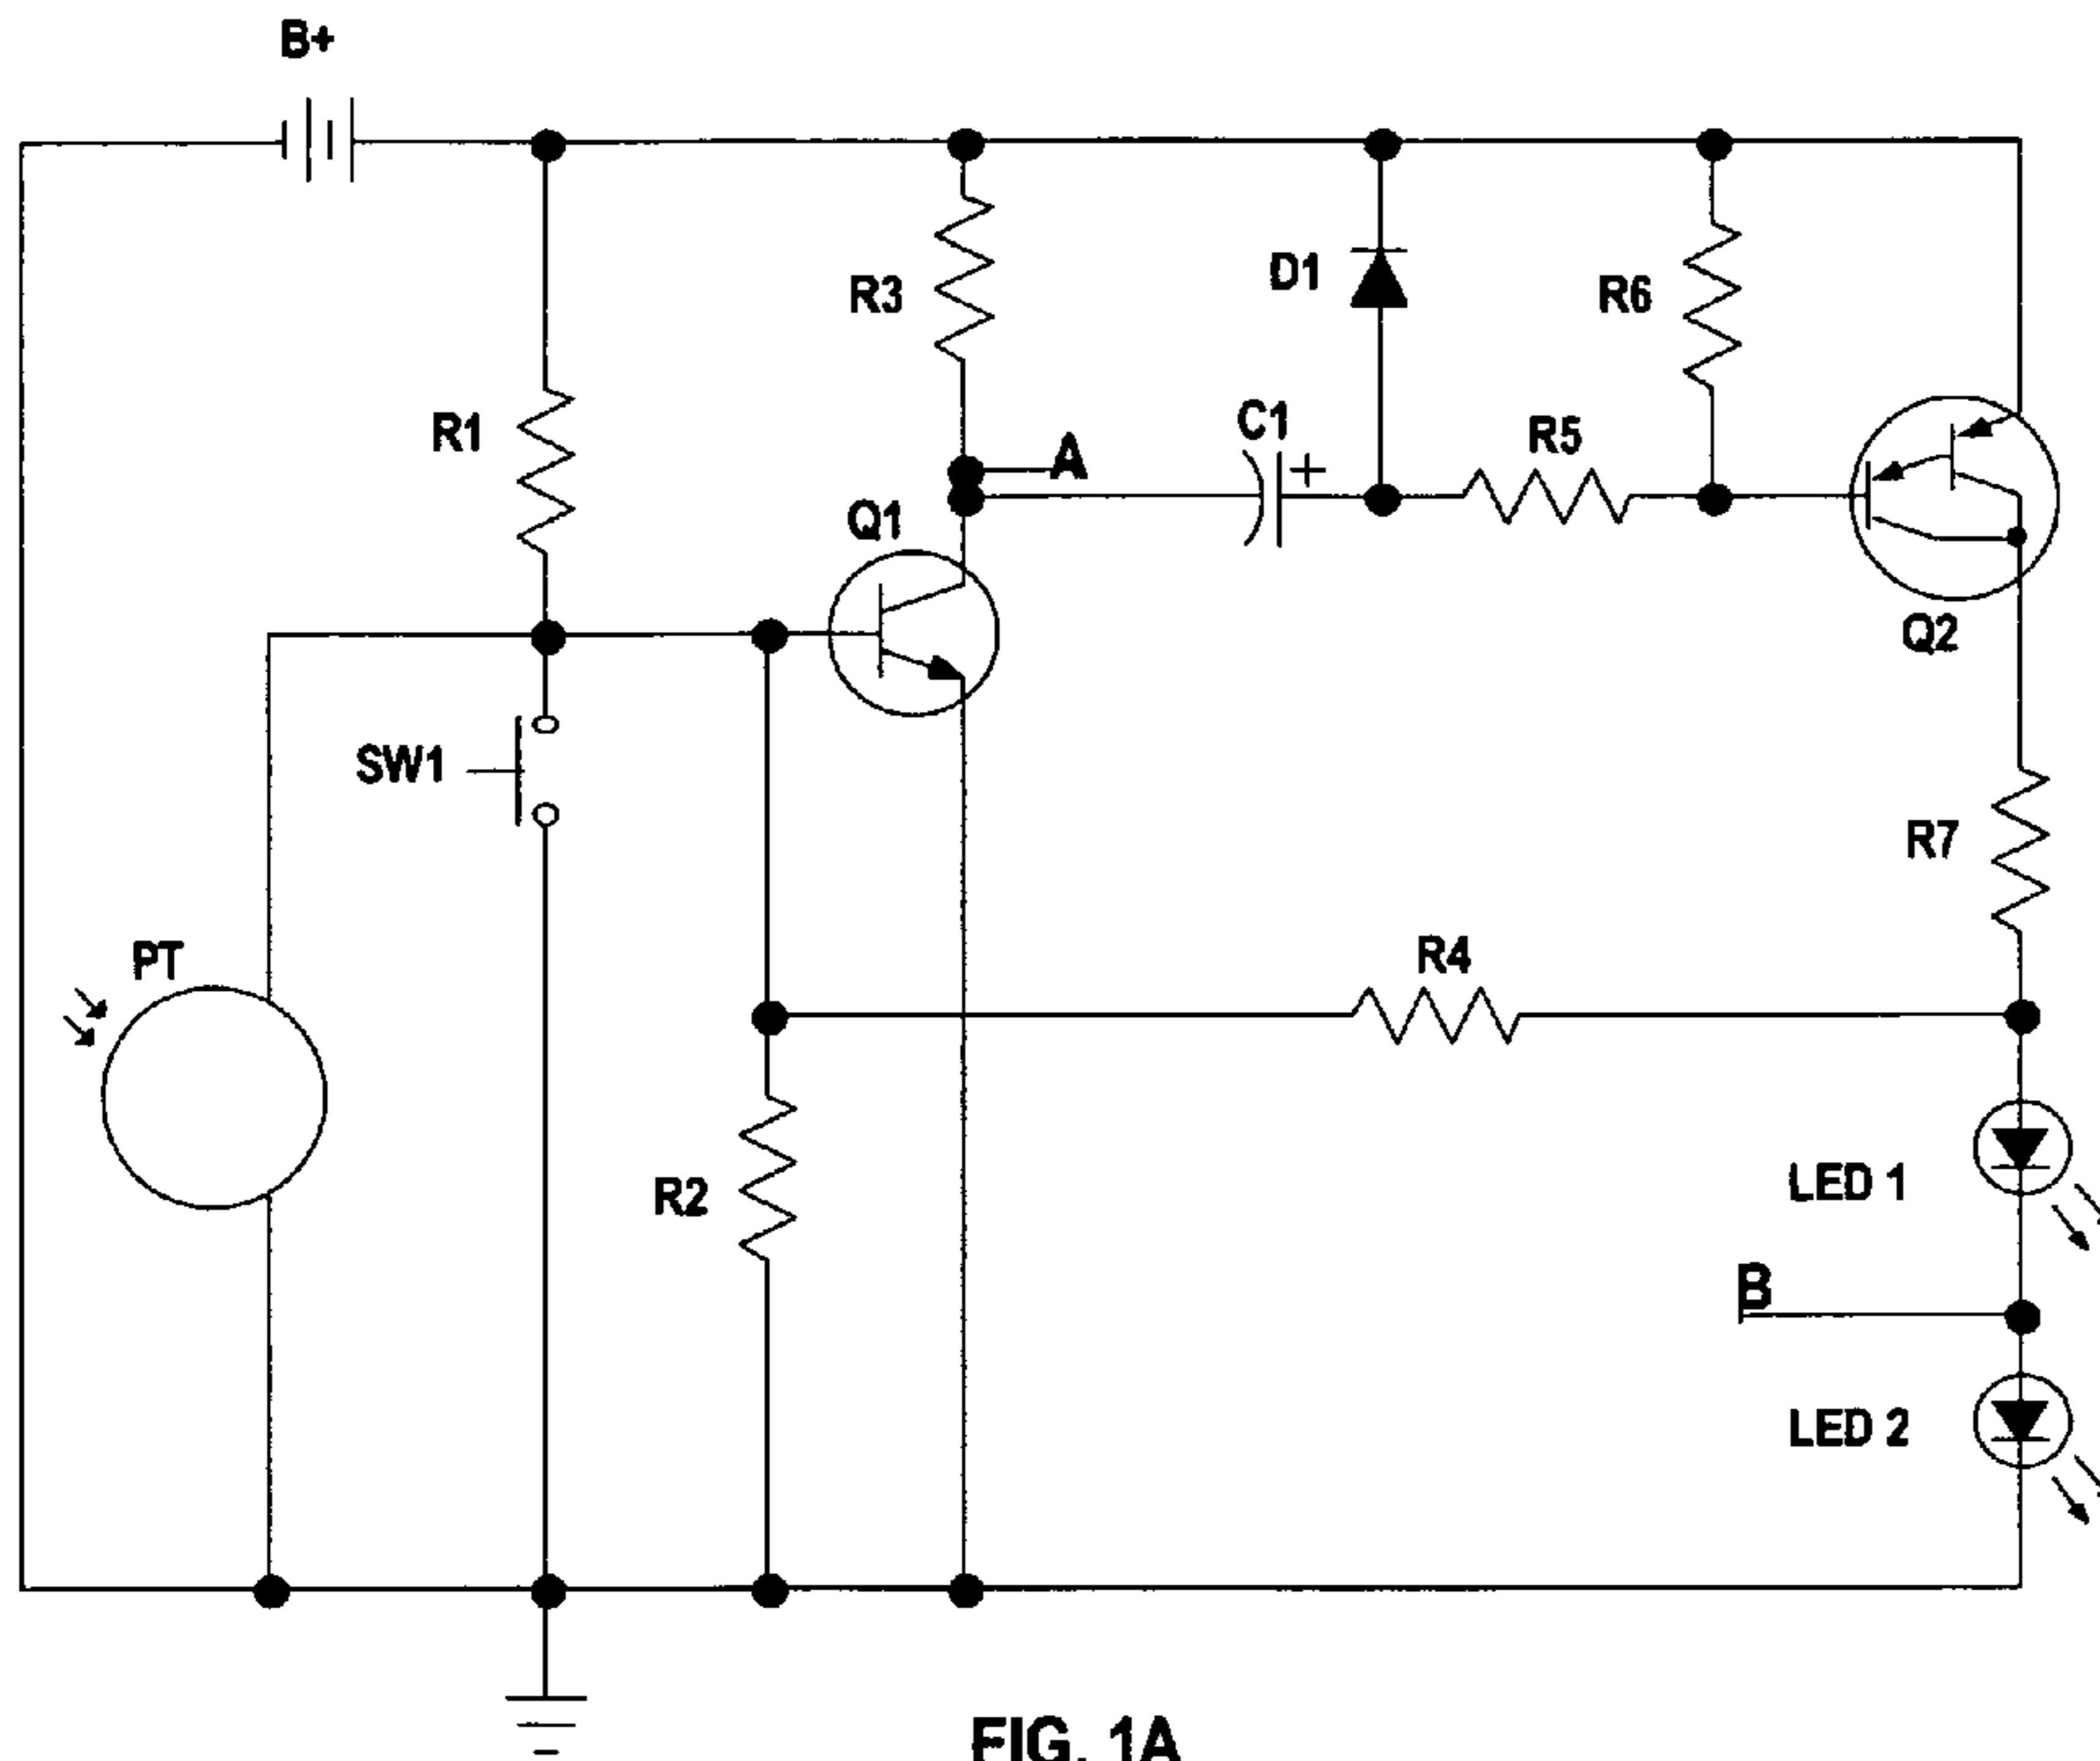 B+
D1
R3
R6
R1
A
C1
+
R5
Q1
Q2
SW1
R7
PT
R4
R2
LED 1
B
LED 2
FIG. 1A